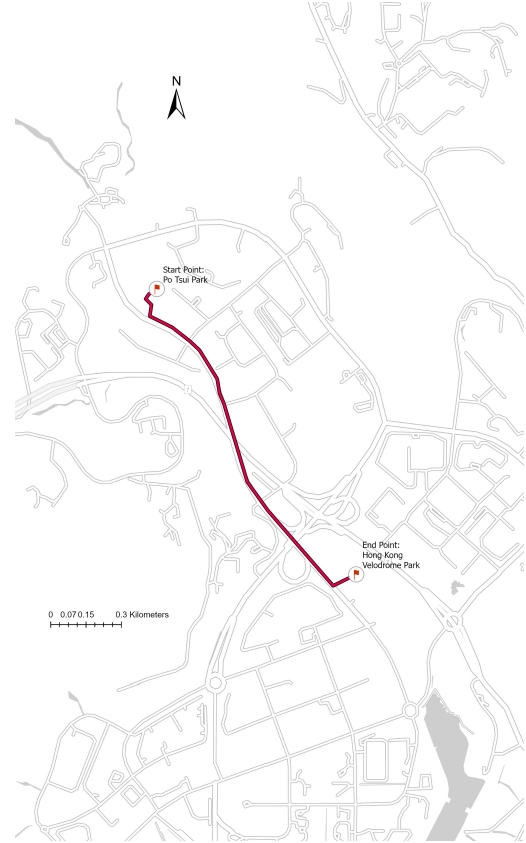 N
Start Point:
Po Tsui Park
End Point:
Hong Kong
Velodrome Park
0 0.07 0.15 0.3 Kilometers